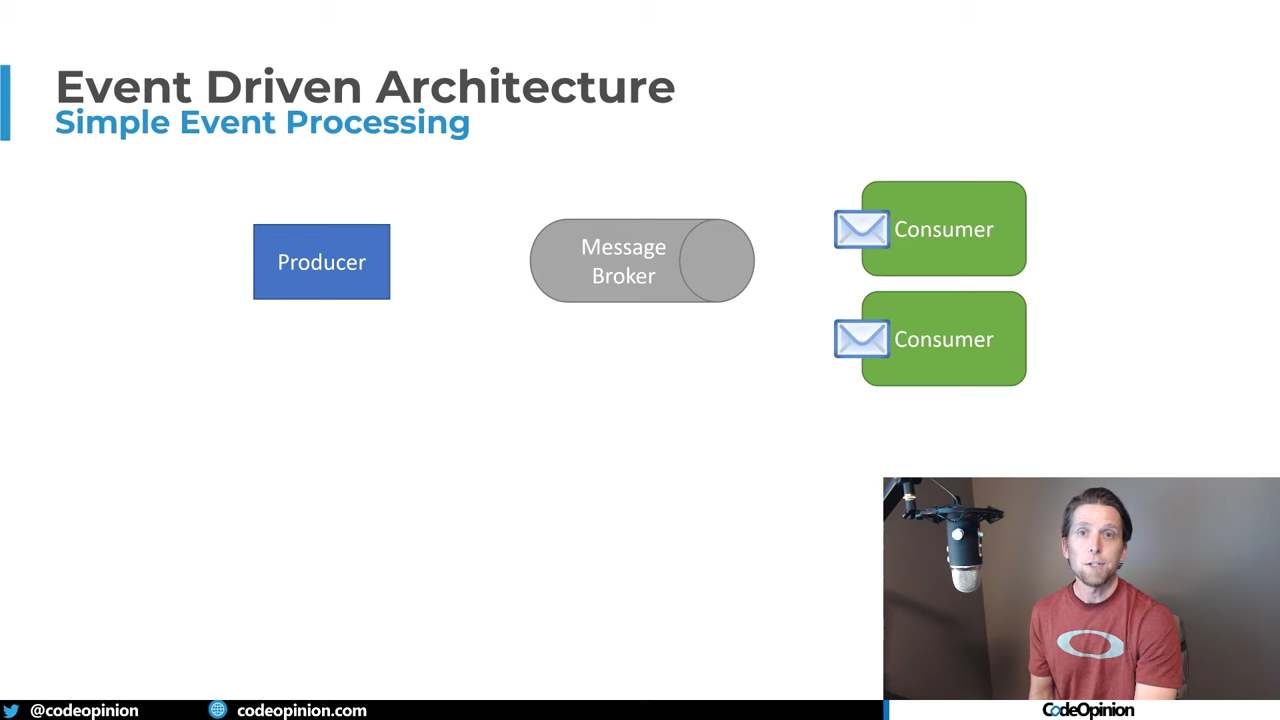 Event Driven Architecture
Simple Event Processing
Producer
Message
Broker
Consumer
Consumer
@codeopinion
codeopinion.com
CodeOpinion